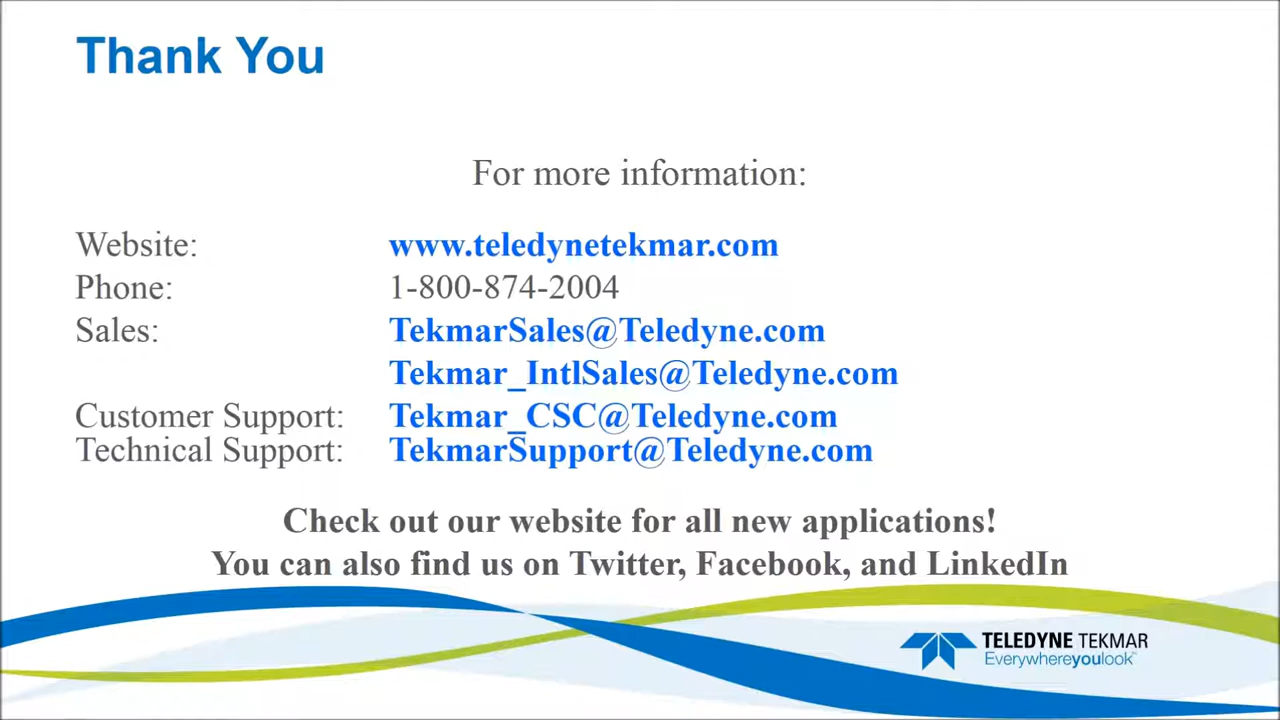 Thank You
For more information:
Website: www.teledynetekmar.com
Phone: 1-800-874-2004
Sales: TekmarSales@Teledyne.com
Tekmar_IntlSales@Teledyne.com
Customer Support: Tekmar_CSC@Teledyne.com
Technical Support: TekmarSupport@Teledyne.com
Check out our website for all new applications!
You can also find us on Twitter, Facebook, and LinkedIn
TELEDYNE TEKMAR
Everywhereyoulook™